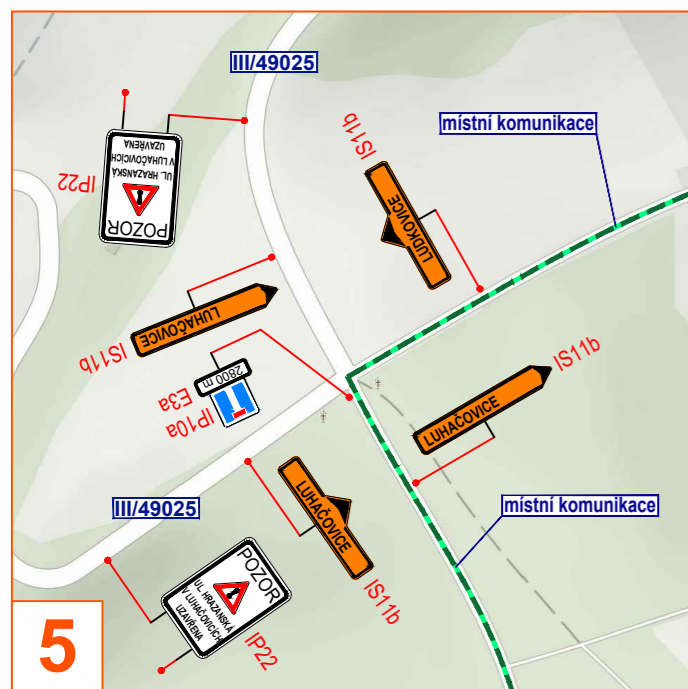 III/49025
místní komunikace
IS11b
LUDKOVICE
IP22
POZOR
UL. HRAZANSKÁ
V LUHAČOVICÍCH
UZAVŘENA
LUHAČOVICE
IS11b
2800 m
E3a
IP10a
LUHAČOVICE
IS11b
III/49025
LUHAČOVICE
IS11b
místní komunikace
POZOR
UL. HRAZANSKÁ
V LUHAČOVICÍCH
UZAVŘENA
IP22
5